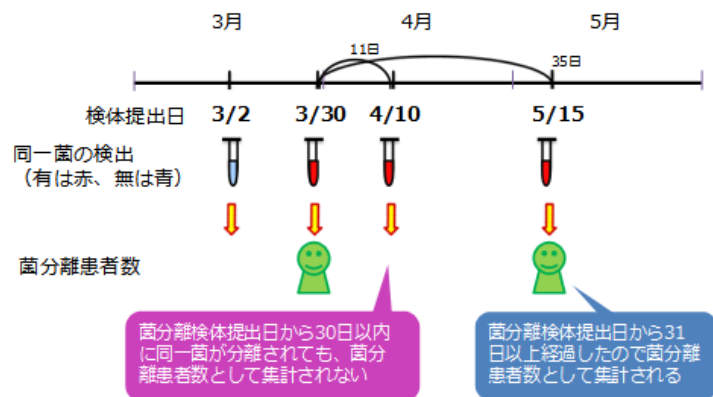 3月 4月 5月
11日
35日
検体提出日 3/2 3/30 4/10 5/15
同一菌の検出
（有は赤、無は青）
菌分離患者数
菌分離検体提出日から30日以内
に同一菌が分離されても、菌分
離患者数として集計されない
菌分離検体提出日から31
日以上経過したので菌分離
患者数として集計される